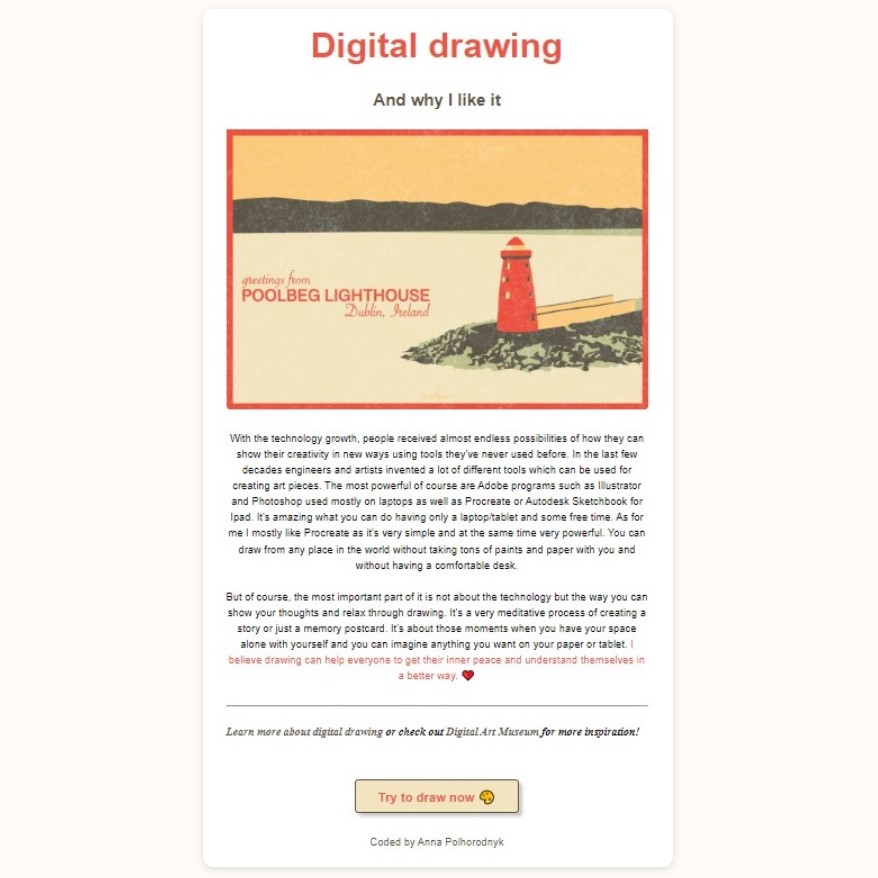 Digital drawing
And why I like it
greetings from
POOLBEG LIGHTHOUSE
Dublin, Ireland
With the technology growth, people received almost endless possibilities of how they can
show their creativity in new ways using tools they've never used before. In the last few
decades engineers and artists invented a lot of different tools which can be used for
creating art pieces. The most powerful of course are Adobe programs such as Illustrator
and Photoshop used mostly on laptops as well as Procreate or Autodesk Sketchbook for
Ipad. It's amazing what you can do having only a laptop/tablet and some free time. As for
me I mostly like Procreate as it's very simple and at the same time very powerful. You can
draw from any place in the world without taking tons of paints and paper with you and
without having a comfortable desk.
But of course, the most important part of it is not about the technology but the way you can
show your thoughts and relax through drawing. It's a very meditative process of creating a
story or just a memory postcard. It's about those moments when you have your space
alone with yourself and you can imagine anything you want on your paper or tablet. I
believe drawing can help everyone to get their inner peace and understand themselves in
a better way. ❤️
Learn more about digital drawing or check out Digital Art Museum for more inspiration!
Try to draw now 🎨
Coded by Anna Polhorodnyk